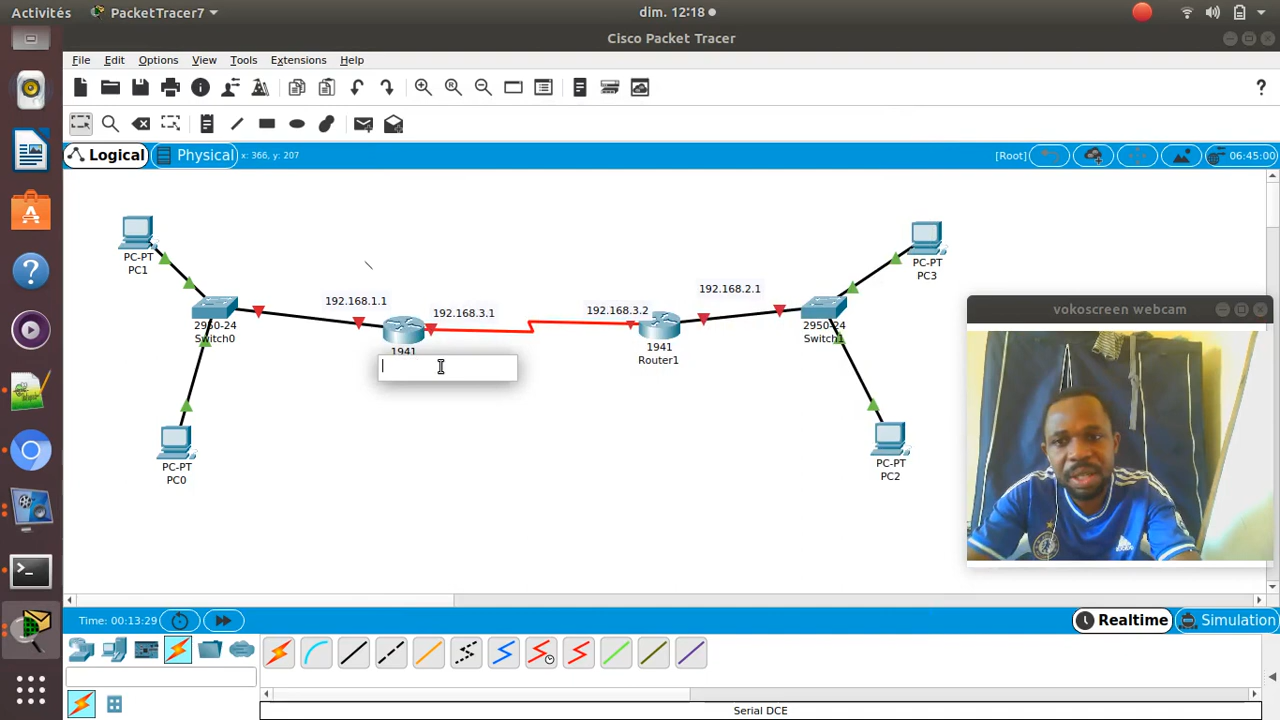 Activités
PacketTracer7
dim. 12:18
Cisco Packet Tracer
File Edit Options View Tools Extensions Help
Logical
Physical
x: 366, y: 207
[Root]
06:45:00
PC-PT
PC1
PC-PT
PC3
192.168.1.1
192.168.3.1
192.168.3.2
192.168.2.1
2950-24
Switch0
1941
1941
Router1
2950-24
Switch1
PC-PT
PC0
PC-PT
PC2
vokoscreen webcam
Time: 00:13:29
Realtime
Simulation
Serial DCE